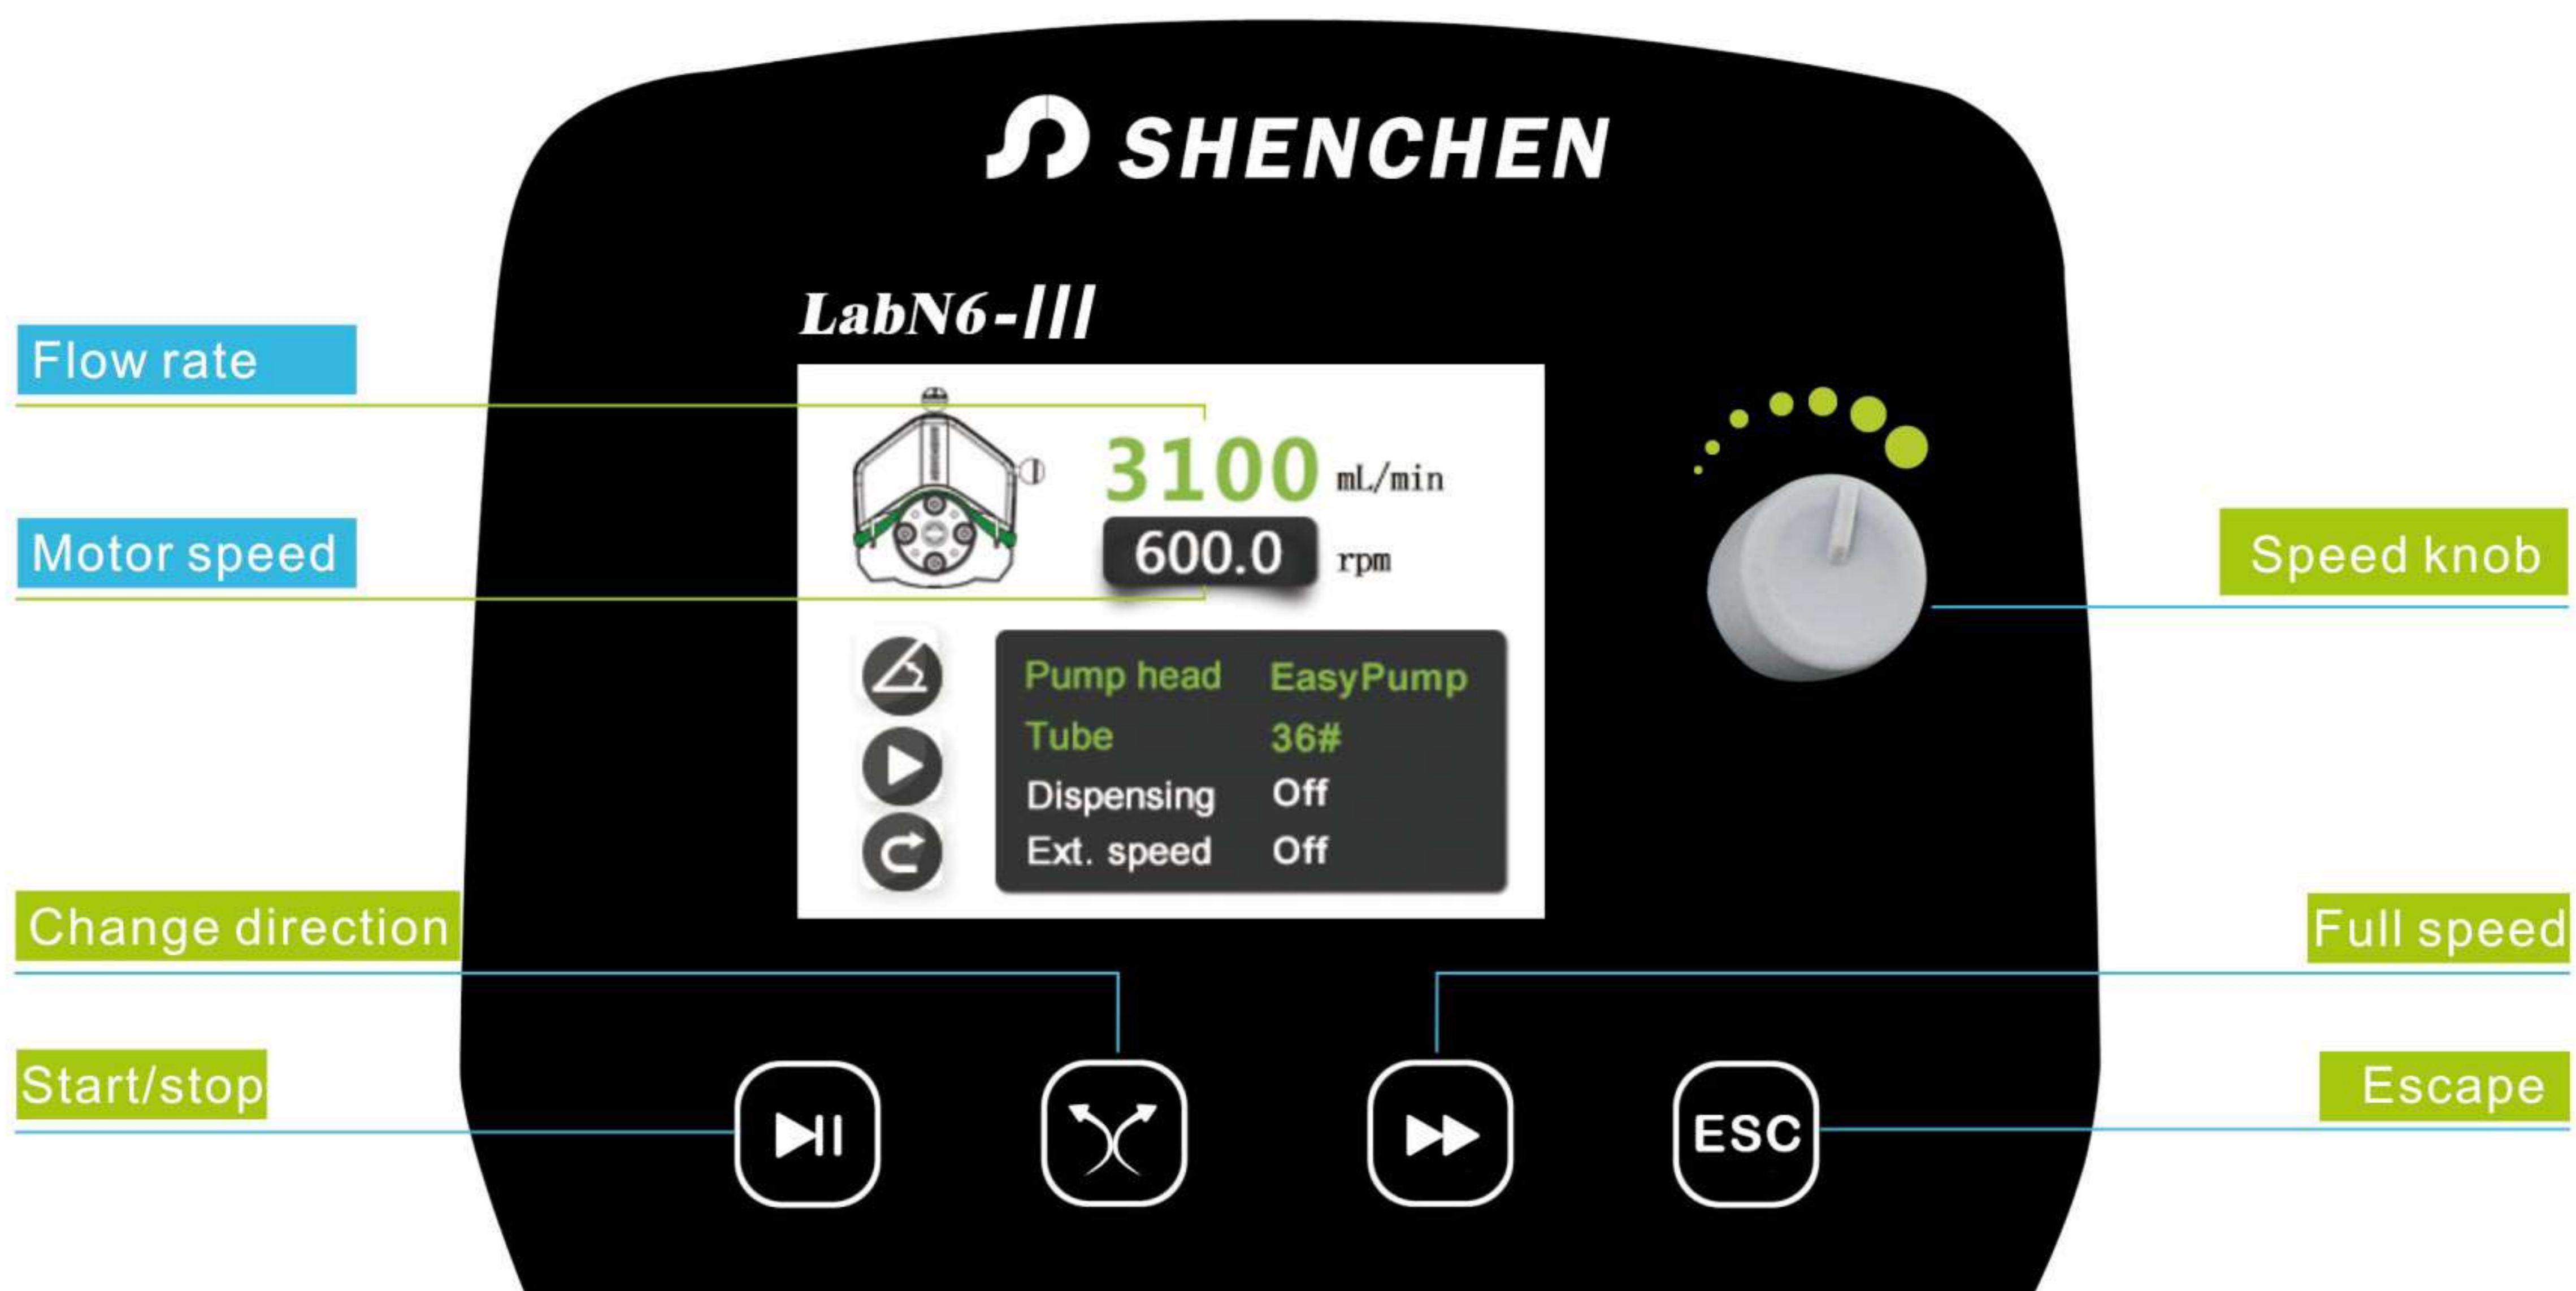 SHENCHEN
LabN6-III
Flow rate
3100 mL/min
Motor speed
600.0 rpm
Speed knob
Pump head EasyPump
Tube 36#
Dispensing Off
Ext. speed Off
Change direction
Full speed
Start/stop
Escape
ESC